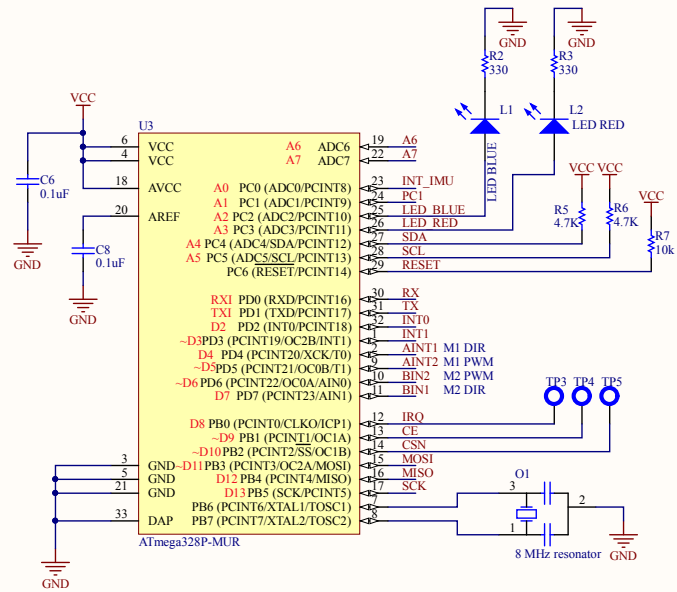 GND
GND
R2
330
R3
330
VCC
U3
L1
L2
LED RED
LED BLUE
6 VCC A6 ADC6 19 A6
4 VCC A7 ADC7 22 A7
18 AVCC A0 PC0 (ADC0/PCINT8) 23 INT_IMU
A1 PC1 (ADC1/PCINT9) 24 PC1
20 AREF A2 PC2 (ADC2/PCINT10) 25 LED_BLUE
A3 PC3 (ADC3/PCINT11) 26 LED_RED
A4 PC4 (ADC4/SDA/PCINT12) 27 SDA
A5 PC5 (ADC5/SCL/PCINT13) 28 SCL
PC6 (RESET/PCINT14) 29 RESET
C6
0.1uF
GND
C8
0.1uF
GND
VCC
VCC
VCC
R5
4.7K
R6
4.7K
R7
10k
RXI PD0 (RXD/PCINT16) 30 RX
TXI PD1 (TXD/PCINT17) 31 TX
D2 PD2 (INT0/PCINT18) 32 INT0
~D3 PD3 (PCINT19/OC2B/INT1) 1 INT1
D4 PD4 (PCINT20/XCK/T0) 2 AINT1 M1 DIR
~D5 PD5 (PCINT21/OC0B/T1) 9 AINT2 M1 PWM
~D6 PD6 (PCINT22/OC0A/AIN0) 10 BIN2 M2 PWM
D7 PD7 (PCINT23/AIN1) 11 BIN1 M2 DIR
TP3 TP4 TP5
D8 PB0 (PCINT0/CLKO/ICP1) 12 IRQ
~D9 PB1 (PCINT1/OC1A) 13 CE
~D10 PB2 (PCINT2/SS/OC1B) 14 CSN
3 GND ~D11 PB3 (PCINT3/OC2A/MOSI) 15 MOSI
5 GND D12 PB4 (PCINT4/MISO) 16 MISO
21 GND D13 PB5 (SCK/PCINT5) 17 SCK
PB6 (PCINT6/XTAL1/TOSC1) 7
33 DAP PB7 (PCINT7/XTAL2/TOSC2) 8
ATmega328P-MUR
GND
O1
3
2
1
8 MHz resonator
GND